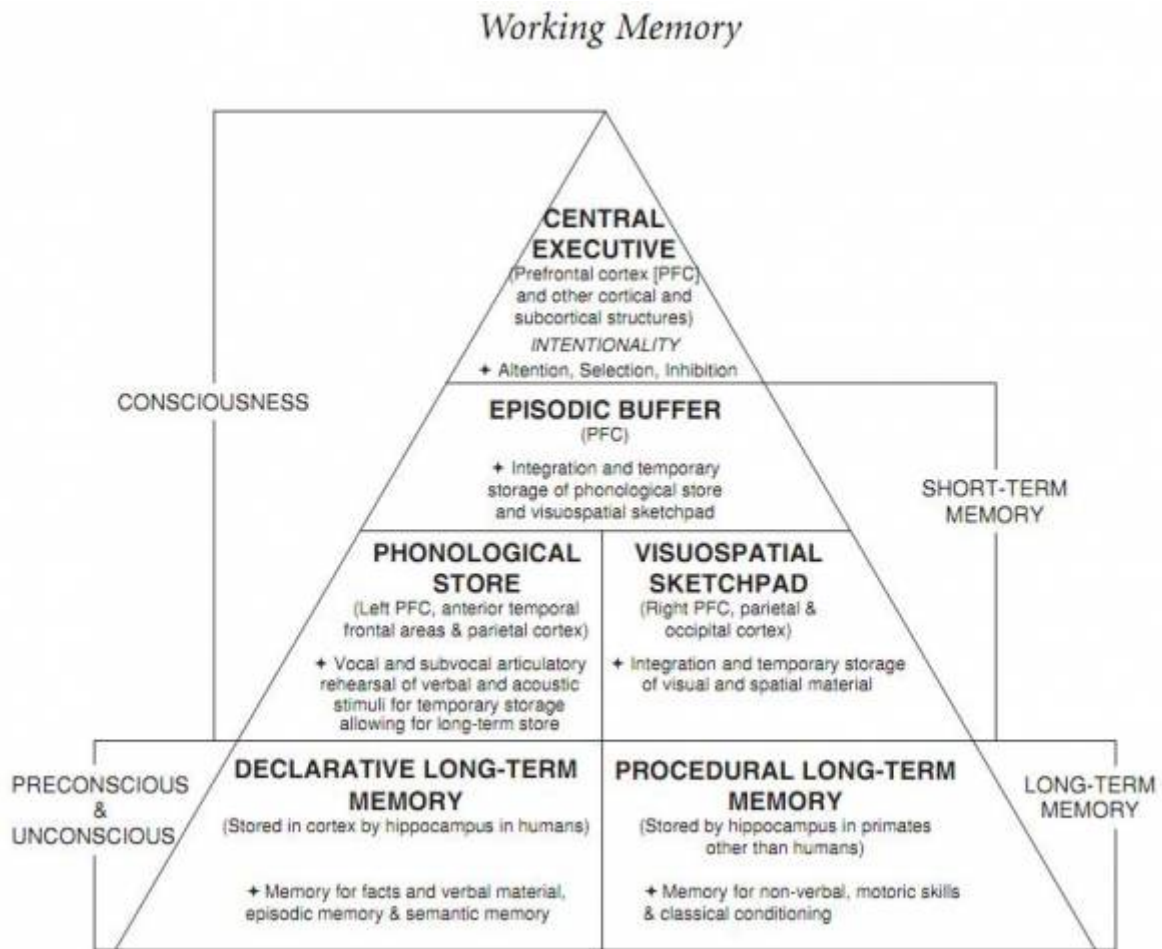 Working Memory
CENTRAL
EXECUTIVE
(Prefrontal cortex [PFC]
and other cortical and
subcortical structures)
INTENTIONALITY
✦ Altention, Selection, Inhibition
CONSCIOUSNESS
EPISODIC BUFFER
(PFC)
✦ Integration and temporary
storage of phonological store
and visuospatial sketchpad
SHORT-TERM
MEMORY
PHONOLOGICAL
STORE
(Left PFC, anterior temporal
frontal areas & parietal cortex)
✦ Vocal and subvocal articulatory
rehearsal of verbal and acoustic
stimuli for temporary storage
allowing for long-term store
VISUOSPATIAL
SKETCHPAD
(Right PFC, parietal &
occipital cortex)
✦ Integration and temporary storage
of visual and spatial material
PRECONSCIOUS
&
UNCONSCIOUS
DECLARATIVE LONG-TERM
MEMORY
(Stored in cortex by hippocampus in humans)
✦ Memory for facts and verbal material,
episodic memory & semantic memory
PROCEDURAL LONG-TERM
MEMORY
(Stored by hippocampus in primates
other than humans)
✦ Memory for non-verbal, motoric skills
& classical conditioning
LONG-TERM
MEMORY